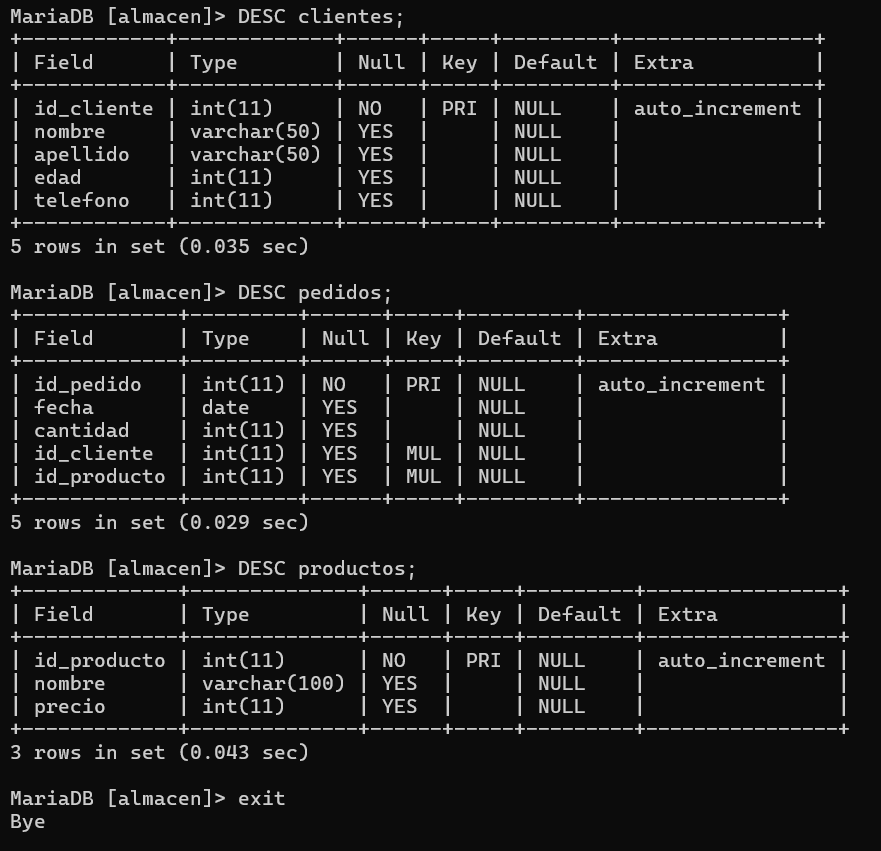 MariaDB [almacen]> DESC clientes;
+------------+-------------+------+-----+---------+----------------+
| Field      | Type        | Null | Key | Default | Extra          |
+------------+-------------+------+-----+---------+----------------+
| id_cliente | int(11)     | NO   | PRI | NULL    | auto_increment |
| nombre     | varchar(50) | YES  |     | NULL    |                |
| apellido   | varchar(50) | YES  |     | NULL    |                |
| edad       | int(11)     | YES  |     | NULL    |                |
| telefono   | int(11)     | YES  |     | NULL    |                |
+------------+-------------+------+-----+---------+----------------+
5 rows in set (0.035 sec)

MariaDB [almacen]> DESC pedidos;
+-------------+---------+------+-----+---------+----------------+
| Field       | Type    | Null | Key | Default | Extra          |
+-------------+---------+------+-----+---------+----------------+
| id_pedido   | int(11) | NO   | PRI | NULL    | auto_increment |
| fecha       | date    | YES  |     | NULL    |                |
| cantidad    | int(11) | YES  |     | NULL    |                |
| id_cliente  | int(11) | YES  | MUL | NULL    |                |
| id_producto | int(11) | YES  | MUL | NULL    |                |
+-------------+---------+------+-----+---------+----------------+
5 rows in set (0.029 sec)

MariaDB [almacen]> DESC productos;
+-------------+--------------+------+-----+---------+----------------+
| Field       | Type         | Null | Key | Default | Extra          |
+-------------+--------------+------+-----+---------+----------------+
| id_producto | int(11)      | NO   | PRI | NULL    | auto_increment |
| nombre      | varchar(100) | YES  |     | NULL    |                |
| precio      | int(11)      | YES  |     | NULL    |                |
+-------------+--------------+------+-----+---------+----------------+
3 rows in set (0.043 sec)

MariaDB [almacen]> exit
Bye